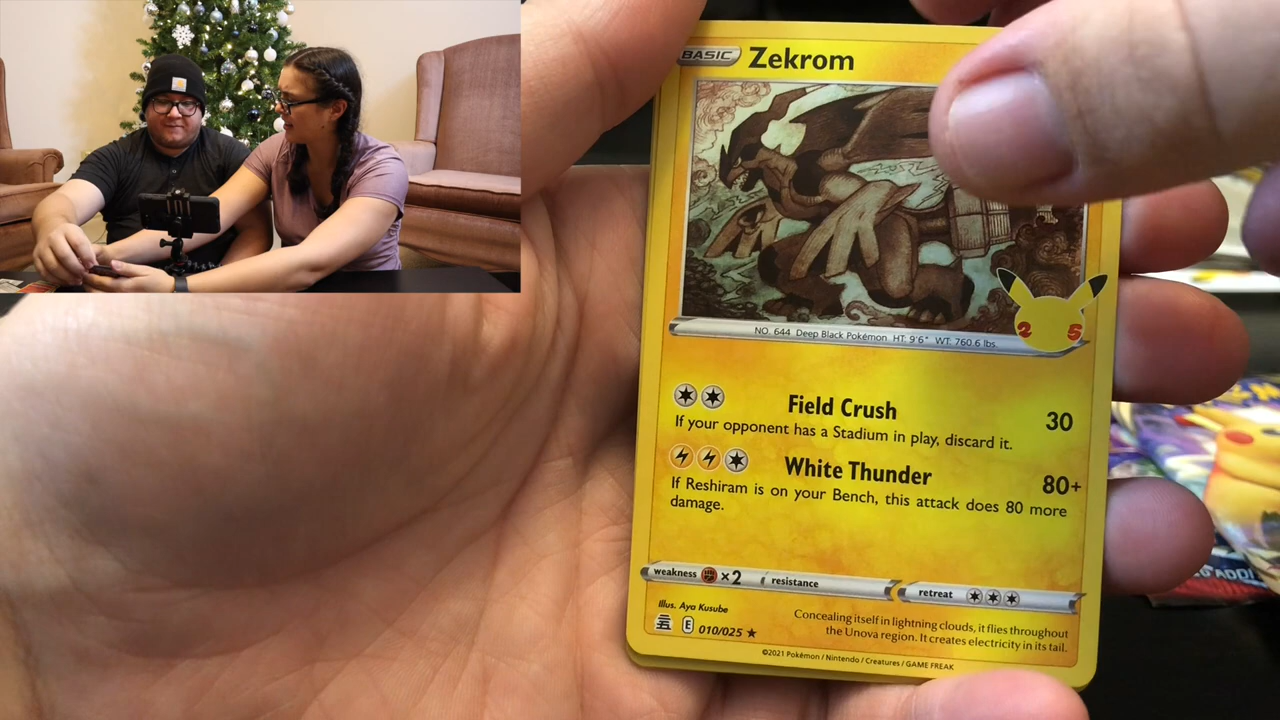 BASIC Zekrom
NO. 644 Deep Black Pokémon HT: 9'6" WT: 760.6 lbs.
2 5
Field Crush 30
If your opponent has a Stadium in play, discard it.
White Thunder 80+
If Reshiram is on your Bench, this attack does 80 more
damage.
weakness ×2 resistance retreat
Illus. Aya Kusube
Concealing itself in lightning clouds, it flies throughout
the Unova region. It creates electricity in its tail.
E 010/025 ★
©2021 Pokémon / Nintendo / Creatures / GAME FREAK